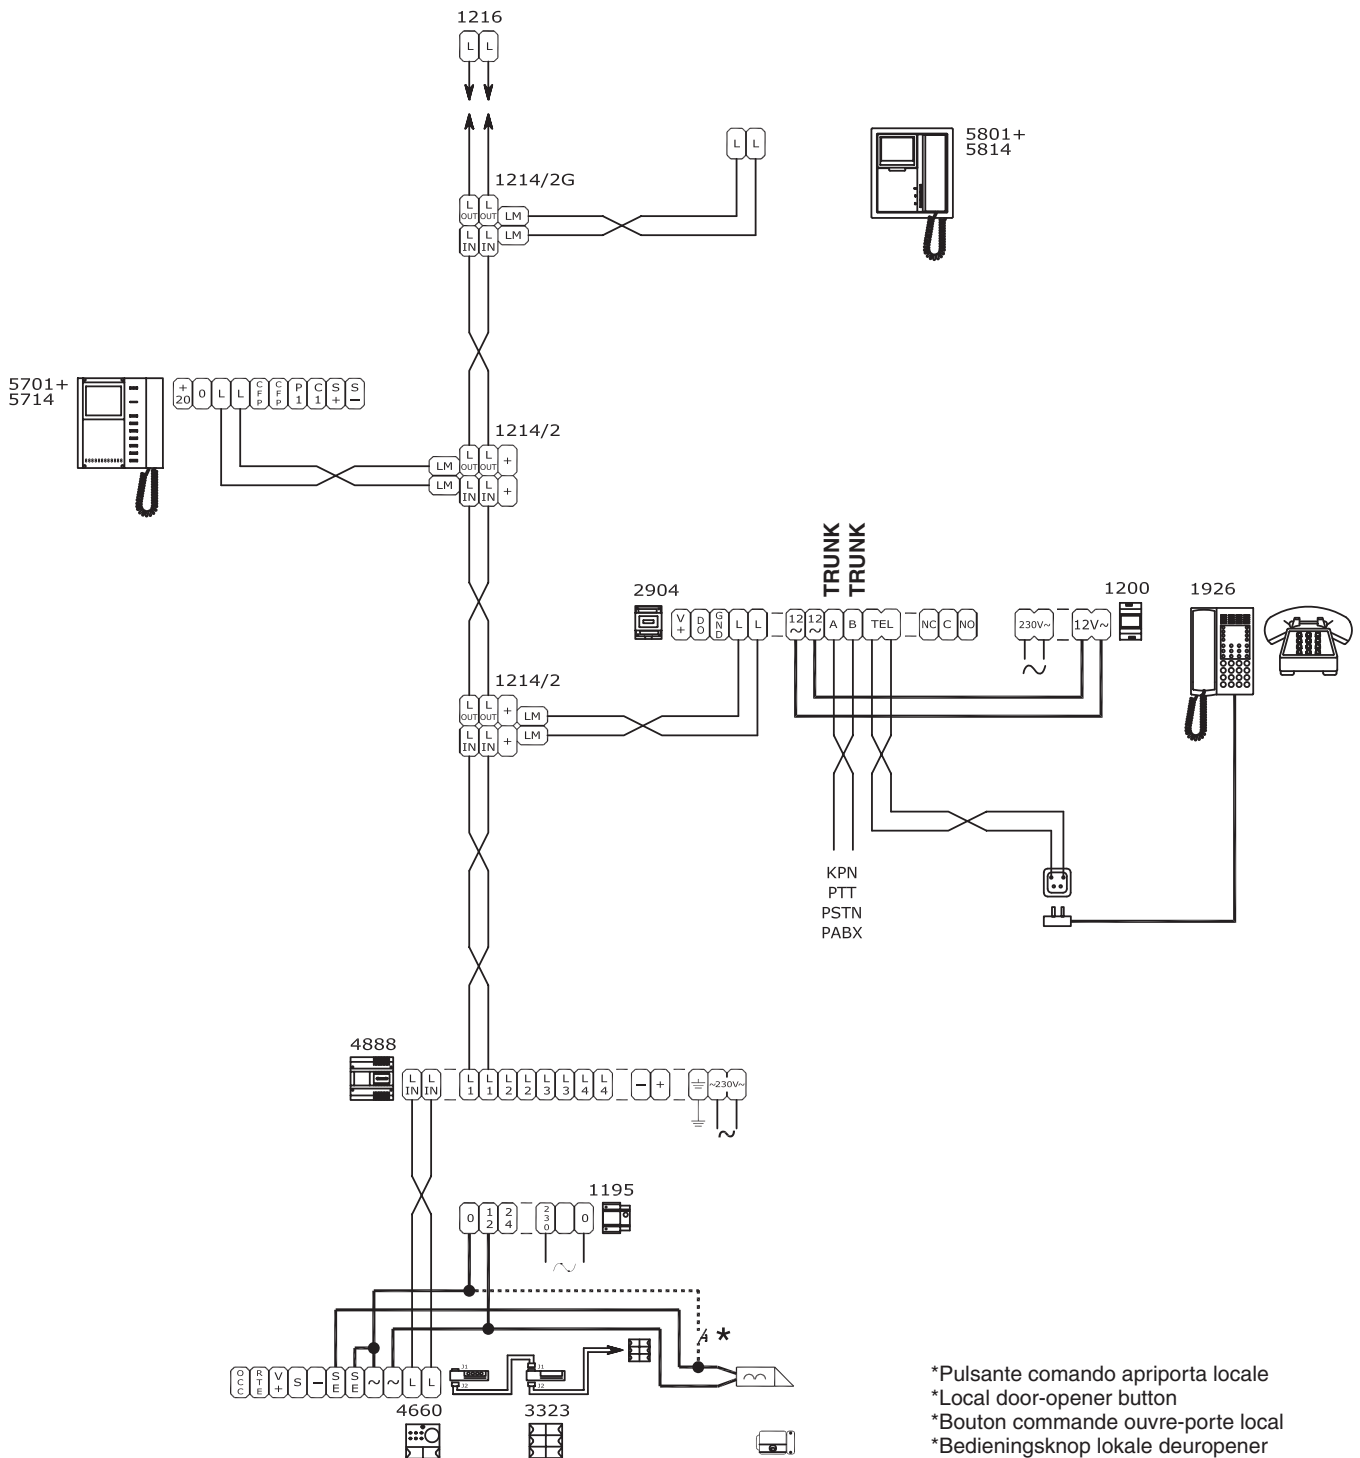 1216
L L
L L
5801+
5814
1214/2G
L OUT L OUT LM
L IN L IN LM
5701+
5714
+ 20 0 L L CFP CFP P1 C1 S+ S−
1214/2
LM L OUT L OUT +
LM L IN L IN +
TRUNK
TRUNK
2904
1200
1926
V+ DO GND L L 12~ 12~ A B TEL NC C NO 230V~ 12V~
~
1214/2
L OUT L OUT + LM
L IN L IN + LM
KPN
PTT
PSTN
PABX
4888
L IN L IN L1 L1 L2 L2 L3 L3 L4 L4 − + ~230V~
~
1195
0 12 24 230 0
~
*
J1 J1
J2 J2
OCC RTE V+ S − SE SE ~ ~ L L
4660
3323
*Pulsante comando apriporta locale
*Local door-opener button
*Bouton commande ouvre-porte local
*Bedieningsknop lokale deuropener